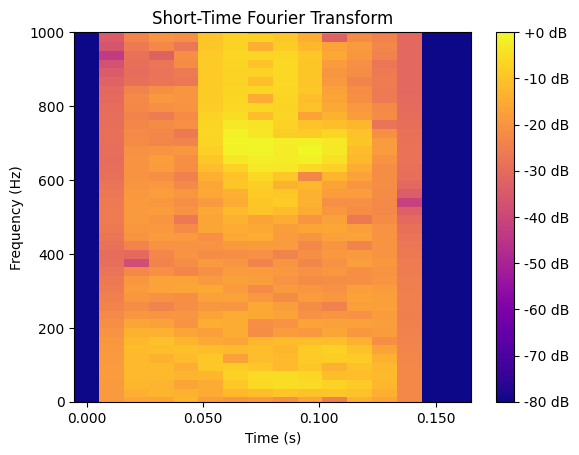 Short-Time Fourier Transform
1000
800
600
400
200
0
Frequency (Hz)
0.000
0.050
0.100
0.150
Time (s)
+0 dB
-10 dB
-20 dB
-30 dB
-40 dB
-50 dB
-60 dB
-70 dB
-80 dB